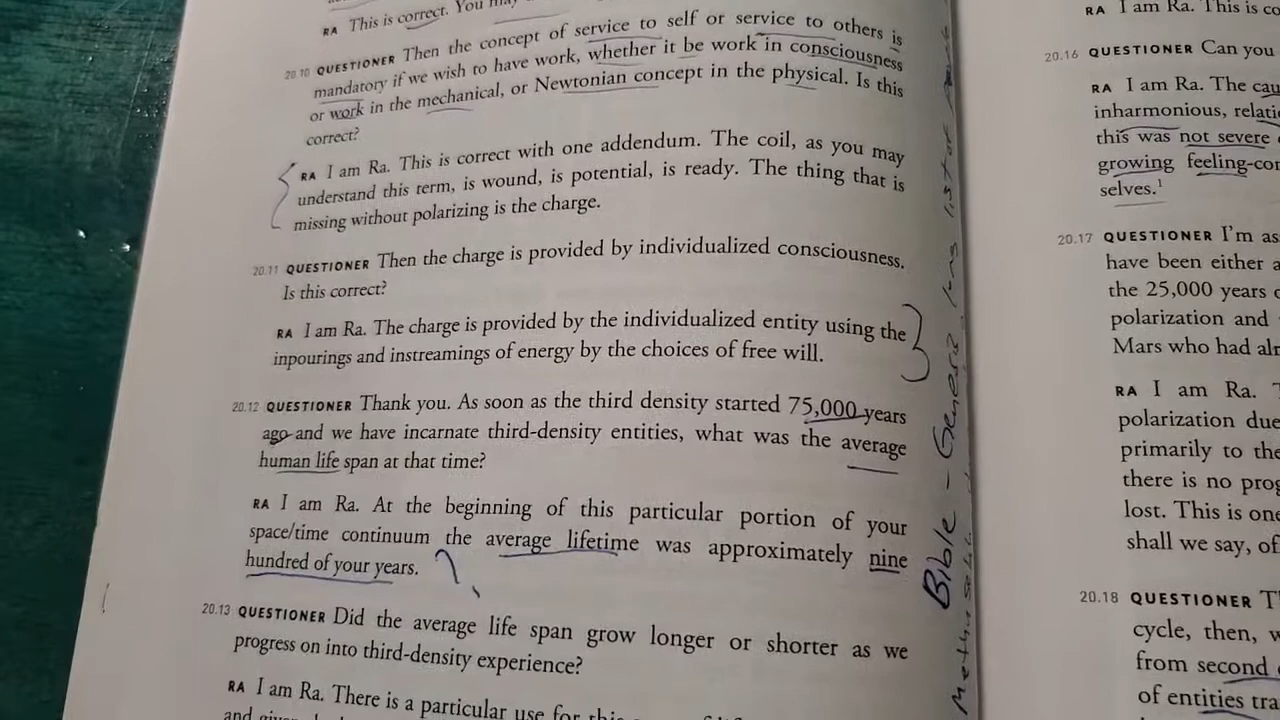 RA This is correct. You may
20.10 QUESTIONER Then the concept of service to self or service to others is
mandatory if we wish to have work, whether it be work in consciousness
or work in the mechanical, or Newtonian concept in the physical. Is this
correct?
RA I am Ra. This is correct with one addendum. The coil, as you may
understand this term, is wound, is potential, is ready. The thing that is
missing without polarizing is the charge.
20.11 QUESTIONER Then the charge is provided by individualized consciousness.
Is this correct?
RA I am Ra. The charge is provided by the individualized entity using the
inpourings and instreamings of energy by the choices of free will.
20.12 QUESTIONER Thank you. As soon as the third density started 75,000 years
ago and we have incarnate third-density entities, what was the average
human life span at that time?
RA I am Ra. At the beginning of this particular portion of your
space/time continuum the average lifetime was approximately nine
hundred of your years.
20.13 QUESTIONER Did the average life span grow longer or shorter as we
progress on into third-density experience?
RA I am Ra. There is a particular use for this
Bible - Genesis list of
RA I am Ra. This is co
20.16 QUESTIONER Can you
RA I am Ra. The cau
inharmonious, relati
this was not severe
growing feeling-con
selves.¹
20.17 QUESTIONER I'm as
have been either a
the 25,000 years o
polarization and
Mars who had alr
RA I am Ra. T
polarization due
primarily to the
there is no prog
lost. This is one
shall we say, of
20.18 QUESTIONER Th
cycle, then, w
from second
of entities tra